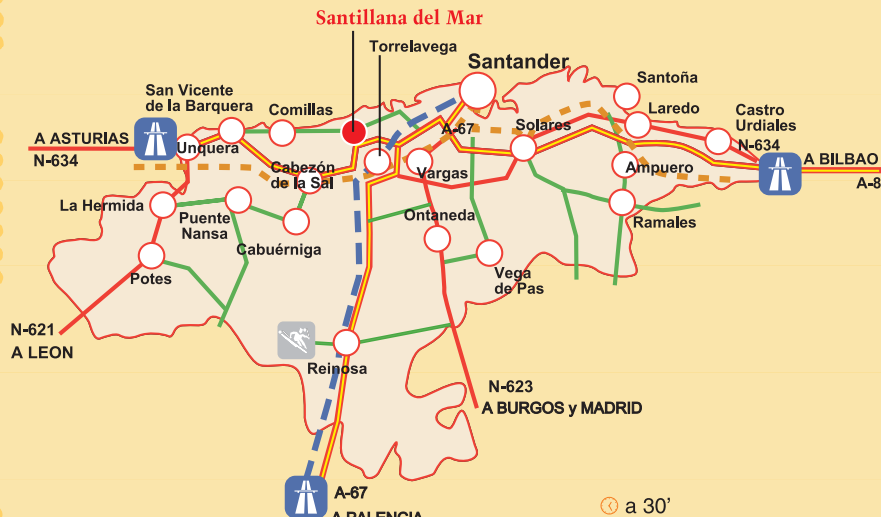 Santillana del Mar
Torrelavega
Santander
San Vicente
de la Barquera
Comillas
Santoña
Laredo
Castro
Urdiales
N-634
A-67
Solares
A ASTURIAS
N-634
Unquera
Cabezón
de la Sal
Vargas
Ampuero
A BILBAO
A-8
La Hermida
Puente
Nansa
Cabuérniga
Ontaneda
Ramales
Potes
Vega
de Pas
N-621
A LEON
Reinosa
N-623
A BURGOS y MADRID
A-67
A PALENCIA
a 30’